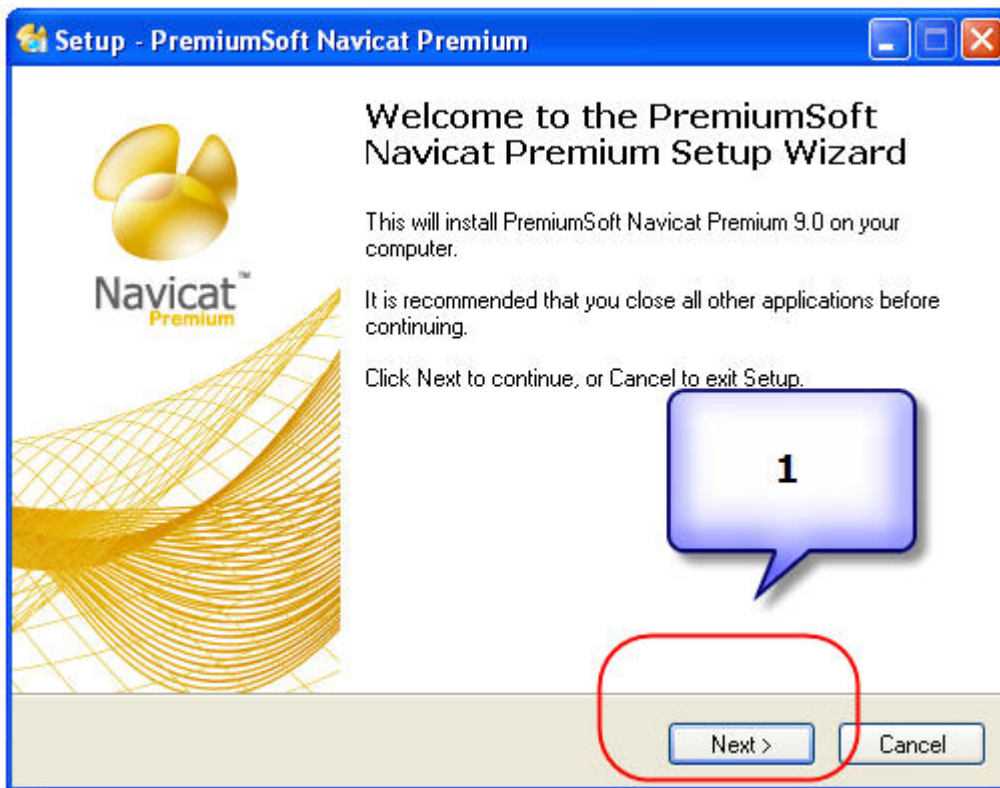 Setup - PremiumSoft Navicat Premium
Welcome to the PremiumSoft
Navicat Premium Setup Wizard
This will install PremiumSoft Navicat Premium 9.0 on your
computer.
It is recommended that you close all other applications before
continuing.
Click Next to continue, or Cancel to exit Setup.
Navicat™
Premium
1
Next >
Cancel